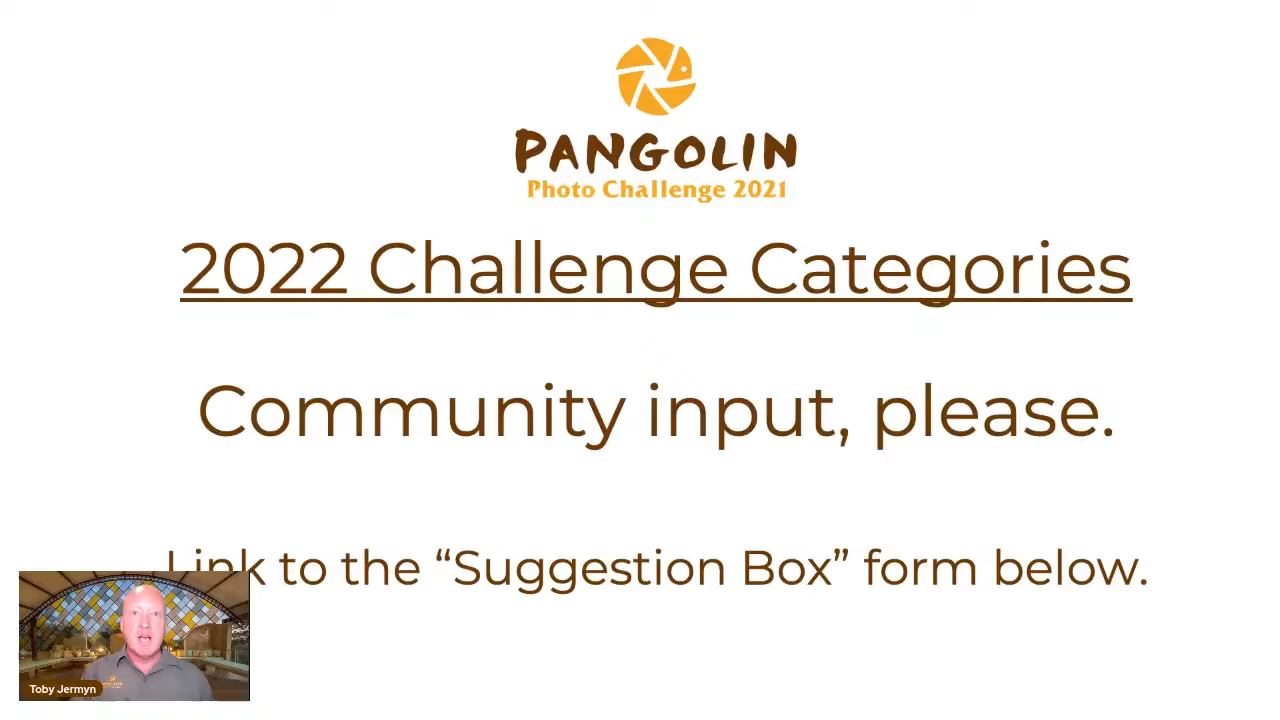 PANGOLIN
Photo Challenge 2021
2022 Challenge Categories
Community input, please.
Link to the “Suggestion Box” form below.
Toby Jermyn